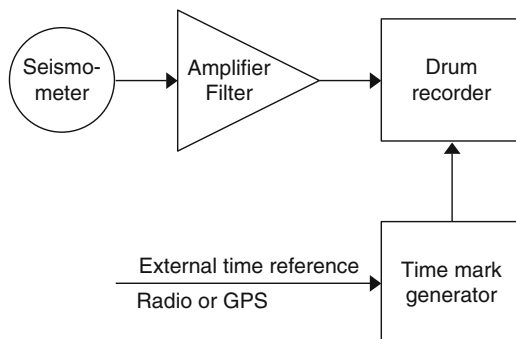 Seismo-
meter
Amplifier
Filter
Drum
recorder
External time reference
Radio or GPS
Time mark
generator